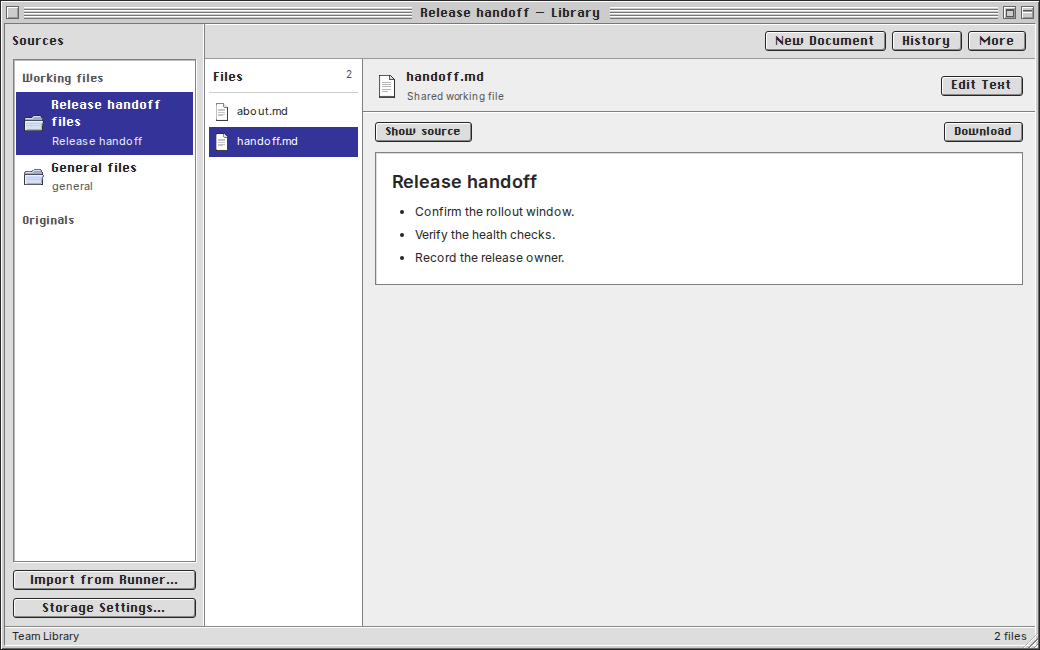 Release handoff — Library
Sources
New Document
History
More
Working files
Release handoff
files
Release handoff
General files
general
Originals
Import from Runner...
Storage Settings...
Files
2
about.md
handoff.md
handoff.md
Shared working file
Edit Text
Show source
Download
Release handoff
• Confirm the rollout window.
• Verify the health checks.
• Record the release owner.
Team Library
2 files